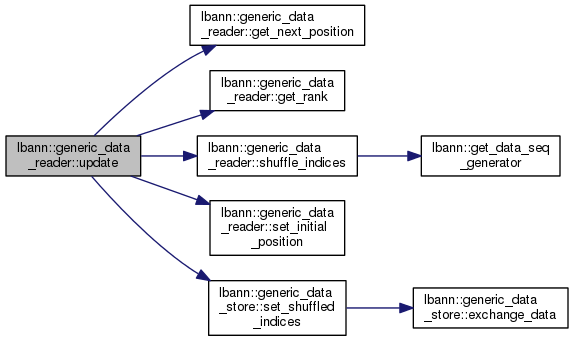 lbann::generic_data
_reader::get_next_position
lbann::generic_data
_reader::get_rank
lbann::generic_data
_reader::update
lbann::generic_data
_reader::shuffle_indices
lbann::get_data_seq
_generator
lbann::generic_data
_reader::set_initial
_position
lbann::generic_data
_store::set_shuffled
_indices
lbann::generic_data
_store::exchange_data